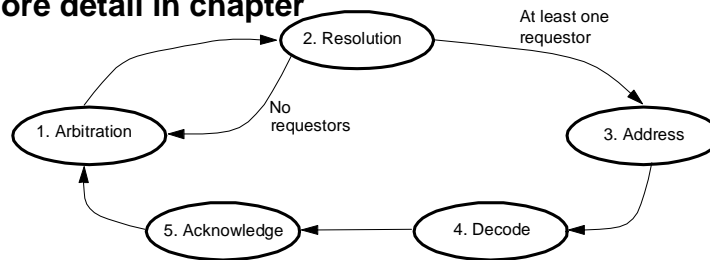 ore detail in chapter
At least one
requestor
2. Resolution
No
requestors
1. Arbitration
3. Address
5. Acknowledge
4. Decode